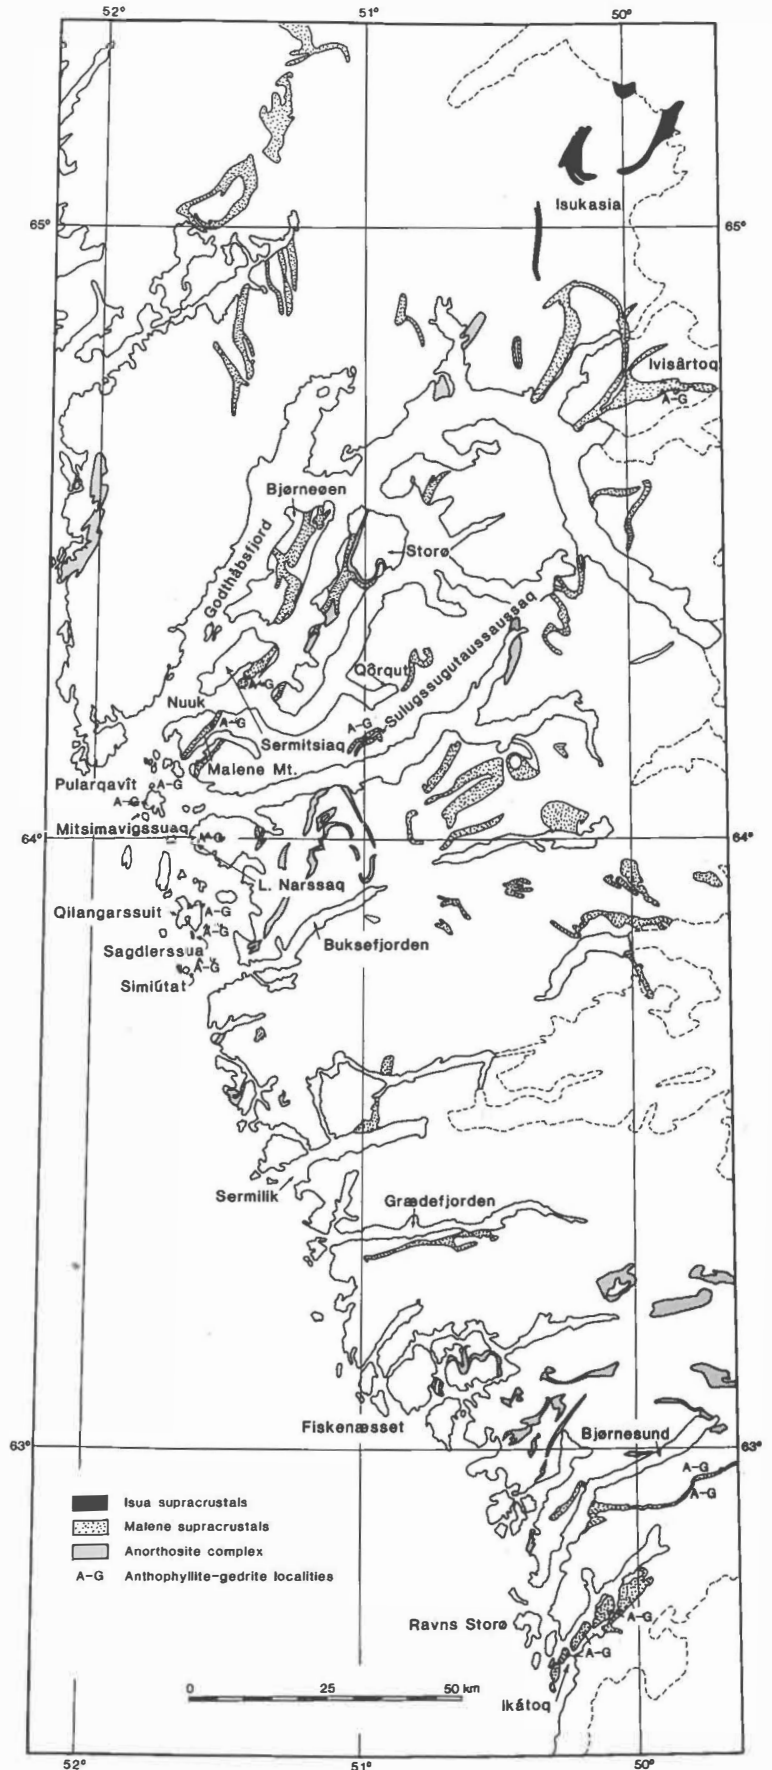 52°
51°
50°
Isukasia
65°
65°
Ivisârtoq
A-G
Bjørneøen
Godthåbsfjord
Storø
Sulugssugutaussaussaq
Qôrqut
A-G
Nuuk
A-G
A-G
Sermitsiaq
Malene Mt.
Pularqavît
A-G
A-G
Mitsimavigssuaq
A-G
64°
64°
L. Narssaq
Qilangarssuit
A-G
A-G
Buksefjorden
Sagdlerssua
A-G
Simiútat
Sermilik
Grædefjorden
Fiskenæsset
Bjørnesund
63°
63°
A-G
A-G
Isua supracrustals
Malene supracrustals
Anorthosite complex
A-G Anthophyllite-gedrite localities
Ravns Storø
A-G
A-G
0 25 50 km
Ikátoq
52°
51°
50°